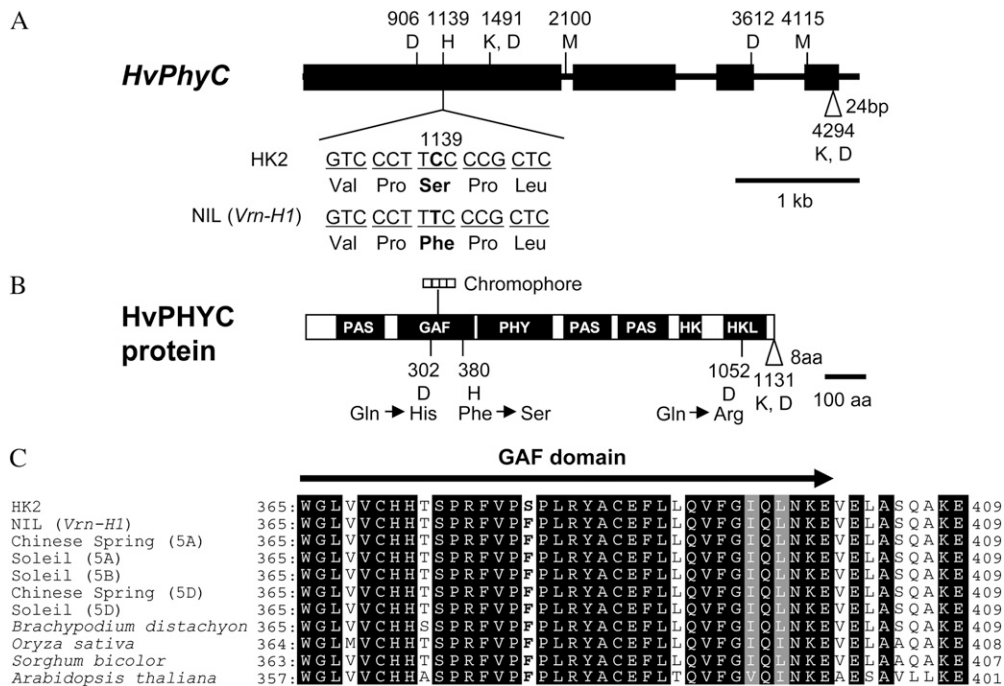 A
906 1139 1491 2100 3612 4115
D H K, D M D M
HvPhyC
24bp
4294
K, D
1139
HK2 GTC CCT TCC CCG CTC
Val Pro Ser Pro Leu
1 kb
NIL (Vrn-H1) GTC CCT TTC CCG CTC
Val Pro Phe Pro Leu
B
Chromophore
HvPHYC
protein
PAS GAF PHY PAS PAS HK HKL
8aa
302 380 1052 1131
D H D K, D
100 aa
Gln → His Phe → Ser Gln → Arg
C
GAF domain
HK2 365: WGLVVCHHTSPRFVPSPLRYACEFLLQVFGIQLNKEVELASQAKE 409
NIL (Vrn-H1) 365: WGLVVCHHTSPRFVPFPLRYACEFLLQVFGIQLNKEVELASQAKE 409
Chinese Spring (5A) 365: WGLVVCHHTSPRFVPFPLRYACEFLLQVFGIQLNKEVELASQAKE 409
Soleil (5A) 365: WGLVVCHHTSPRFVPFPLRYACEFLLQVFGIQLNKEVELASQAKE 409
Soleil (5B) 365: WGLVVCHHTSPRFVPFPLRYACEFLLQVFGIQLNKEVELASQAKE 409
Chinese Spring (5D) 365: WGLVVCHHTSPRFVPFPLRYACEFLLQVFGIQLNKEAELASQAKE 409
Soleil (5D) 365: WGLVVCHHTSPRFVPFPLRYACEFLLQVFGIQLNKEVELASQAKE 409
Brachypodium distachyon 365: WGLVVCHHSSPRFVPFPLRYACEFLLQVFGIQLNKEVELASQAKE 409
Oryza sativa 364: WGLMVCHHTSPRFVPFPLRYACEFLLQVFGIQINKEVELAAQAKE 408
Sorghum bicolor 363: WGLVVCHHTSPRFVPFPLRYACEFLLQVFGIQLNKEVELASQAKE 407
Arabidopsis thaliana 357: WGLVVCHHASPRFVPFPLRYACEFLTQVFGVQINKEAESAVLLKE 401